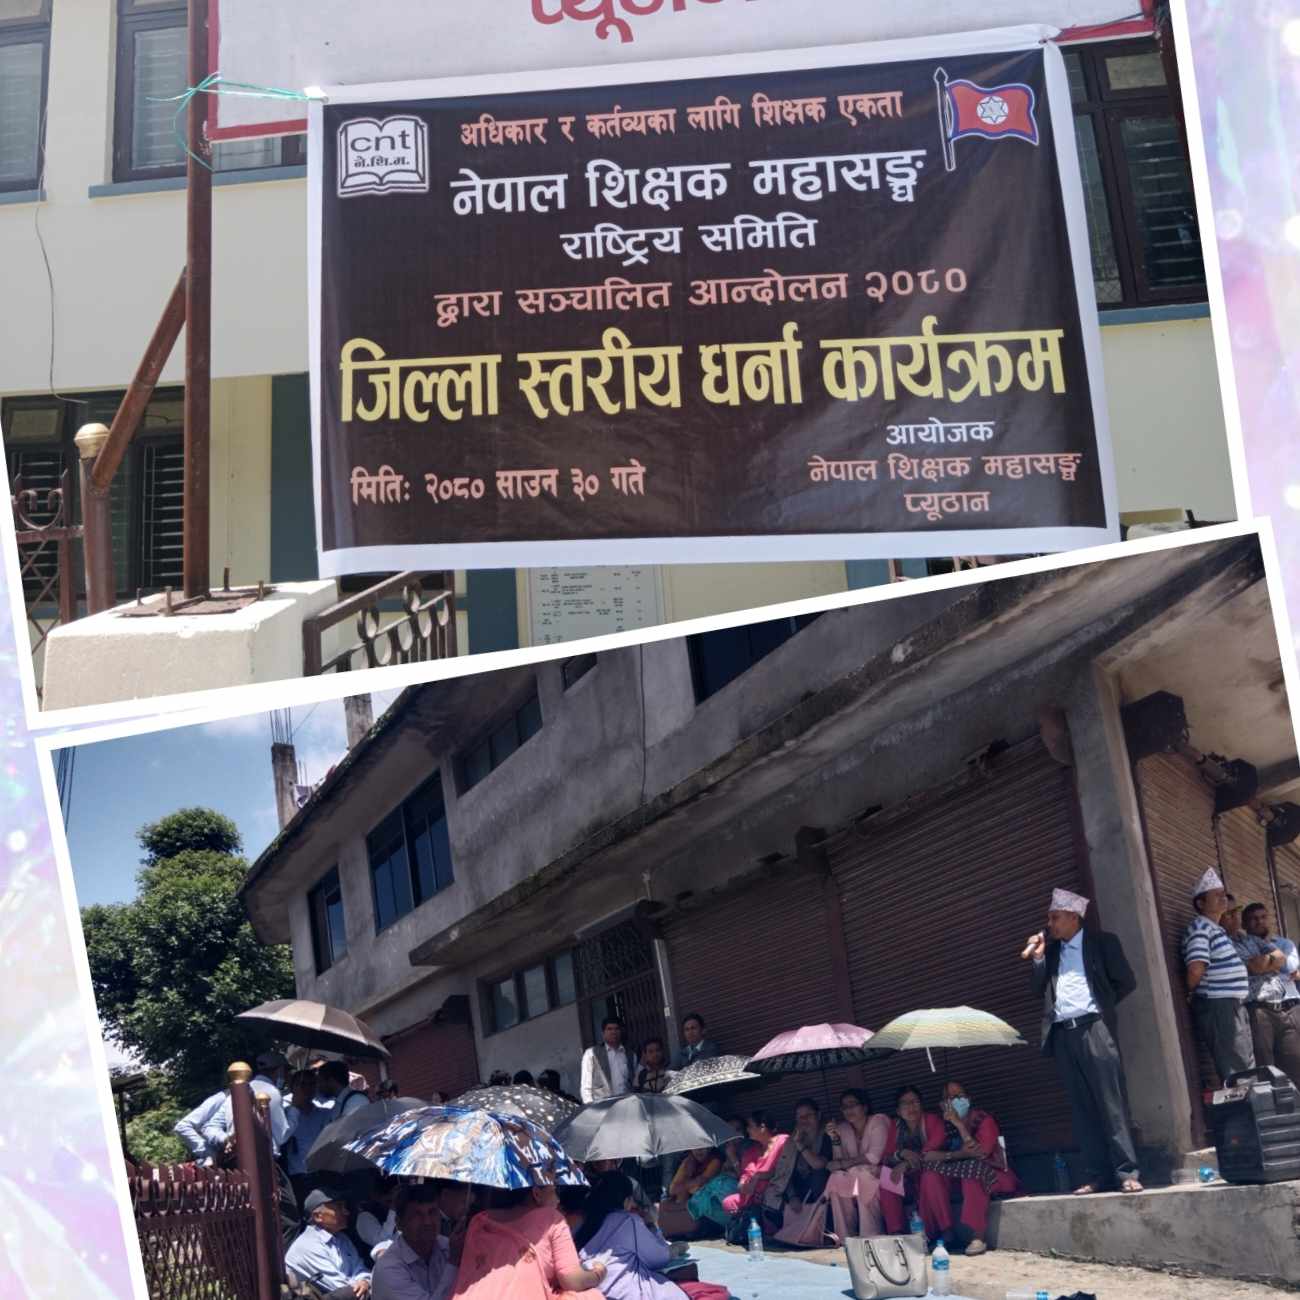 प्यूठान
cnt
ने.शि.म.
अधिकार र कर्तव्यका लागि शिक्षक एकता
नेपाल शिक्षक महासङ्घ
राष्ट्रिय समिति
द्वारा सञ्चालित आन्दोलन २०८०
जिल्ला स्तरीय धर्ना कार्यक्रम
आयोजक
मितिः २०८० साउन ३० गते
नेपाल शिक्षक महासङ्घ
प्यूठान